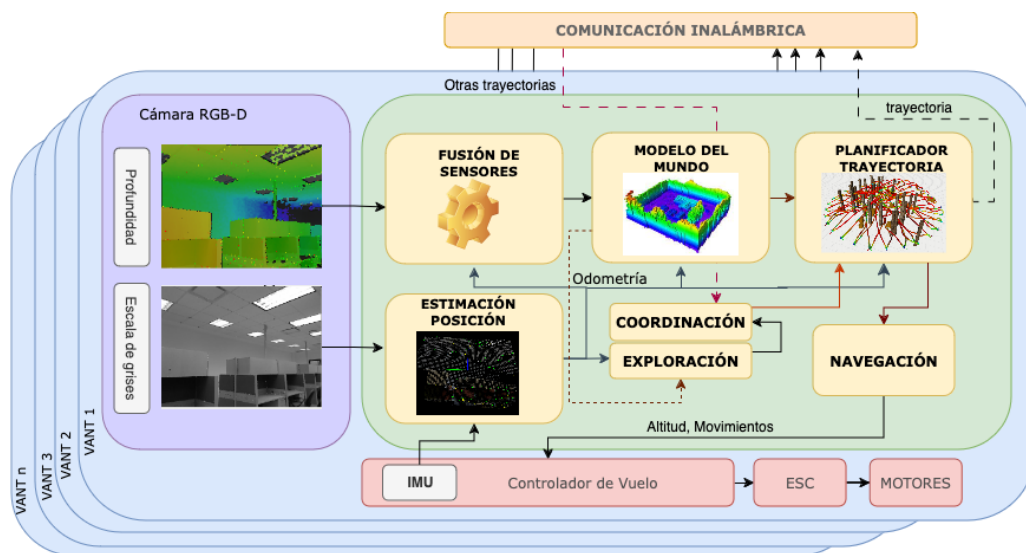 COMUNICACIÓN INALÁMBRICA
Otras trayectorias
trayectoria
Cámara RGB-D
Profundidad
Escala de grises
FUSIÓN DE
SENSORES
MODELO DEL
MUNDO
PLANIFICADOR
TRAYECTORIA
Odometría
ESTIMACIÓN
POSICIÓN
COORDINACIÓN
EXPLORACIÓN
NAVEGACIÓN
Altitud, Movimientos
IMU
Controlador de Vuelo
ESC
MOTORES
VANT 1
VANT 2
VANT 3
VANT n